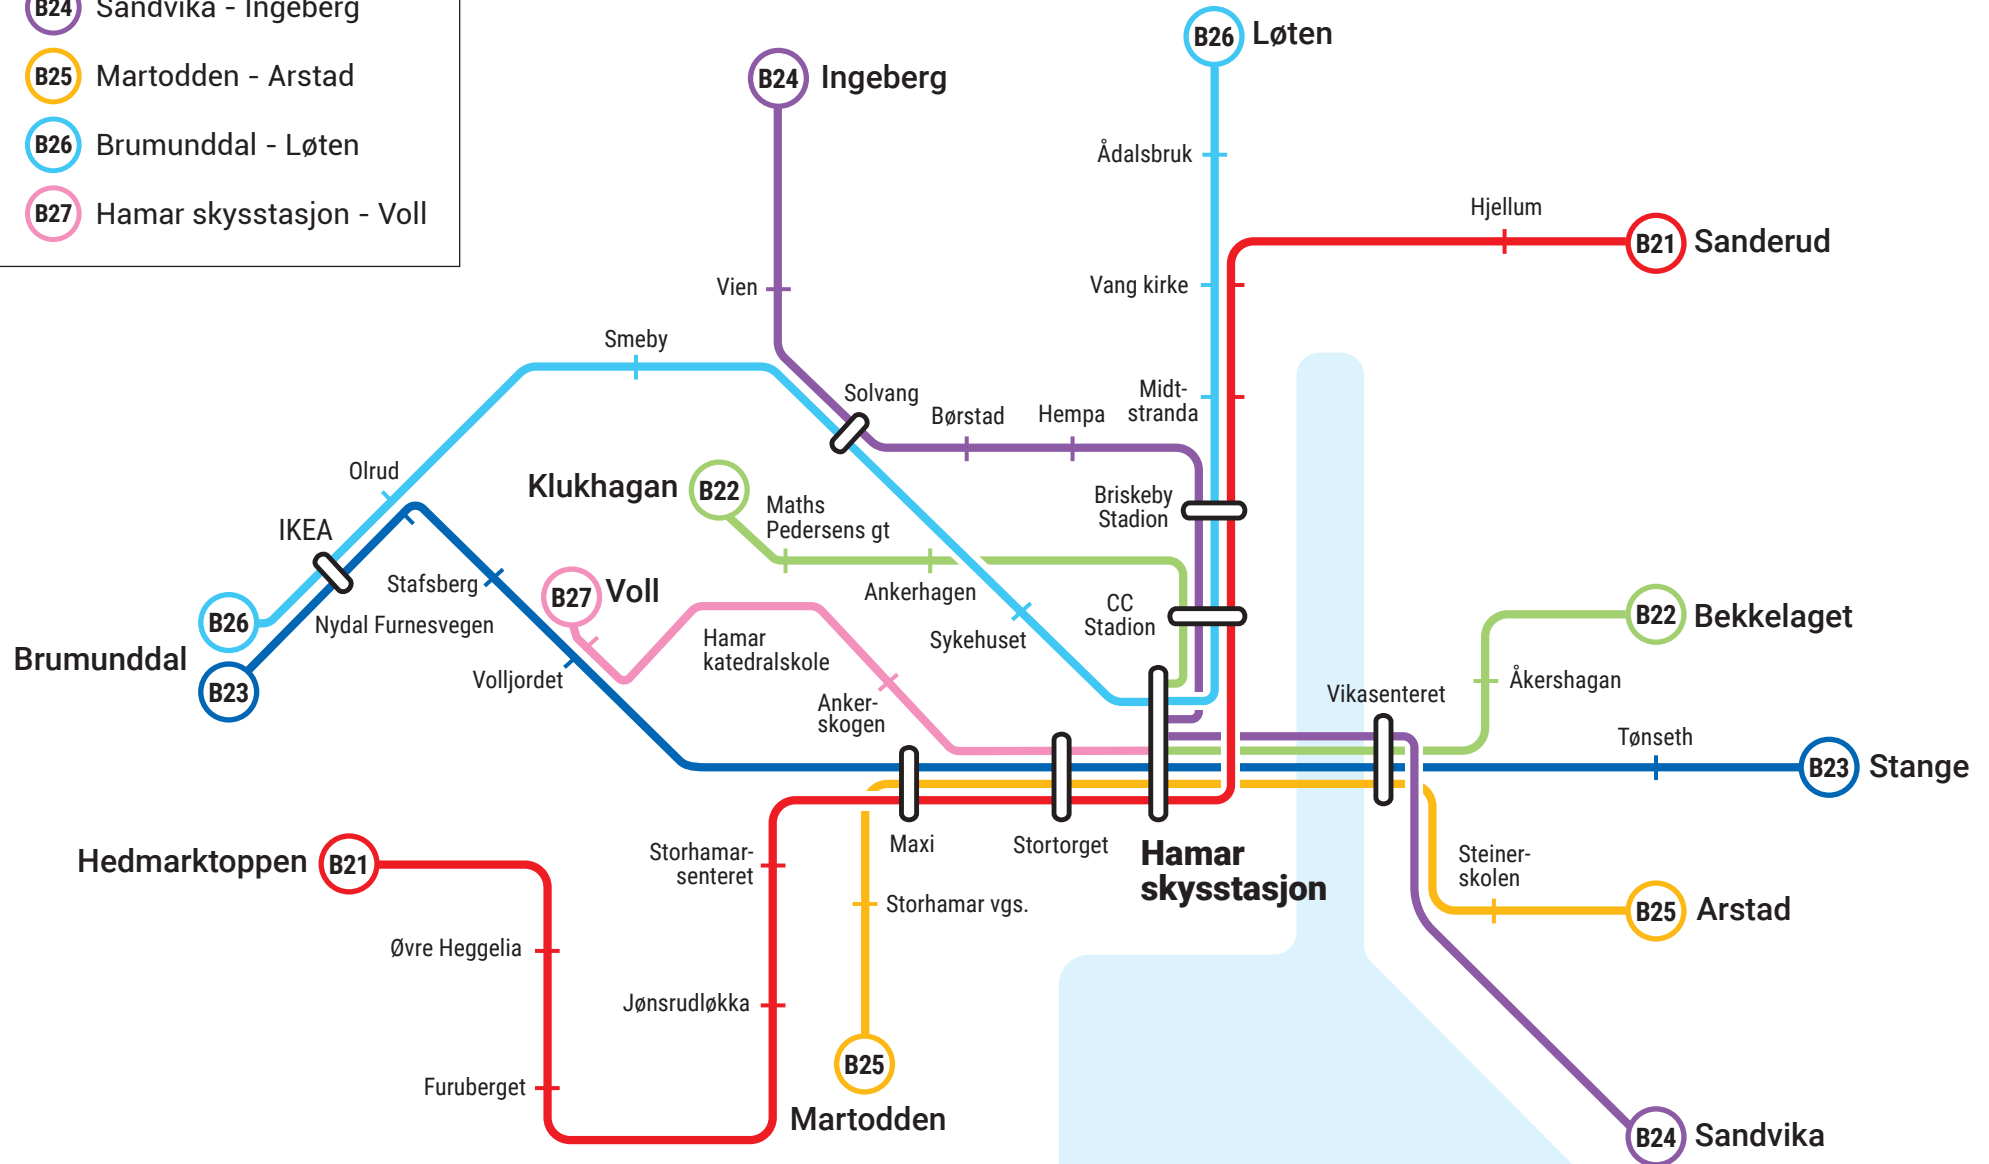 B24 Sandvika - Ingeberg
B25 Martodden - Arstad
B26 Brumunddal - Løten
B27 Hamar skysstasjon - Voll
B26 Løten
B24 Ingeberg
Ådalsbruk
Hjellum
B21 Sanderud
Vien
Vang kirke
Smeby
Solvang
Børstad
Hempa
Midt-
stranda
Olrud
Klukhagan B22
Maths
Pedersens gt
Briskeby
Stadion
IKEA
Stafsberg
B27 Voll
Ankerhagen
CC
Stadion
B26
Nydal Furnesvegen
Hamar
katedralskole
Sykehuset
B22 Bekkelaget
Brumunddal
B23
Volljordet
Anker-
skogen
Vikasenteret
Åkershagan
Tønseth
B23 Stange
Hedmarktoppen B21
Storhamar-
senteret
Maxi
Stortorget
Hamar
skysstasjon
Steiner-
skolen
Storhamar vgs.
B25 Arstad
Øvre Heggelia
Jønsrudløkka
Furuberget
B25
Martodden
B24 Sandvika